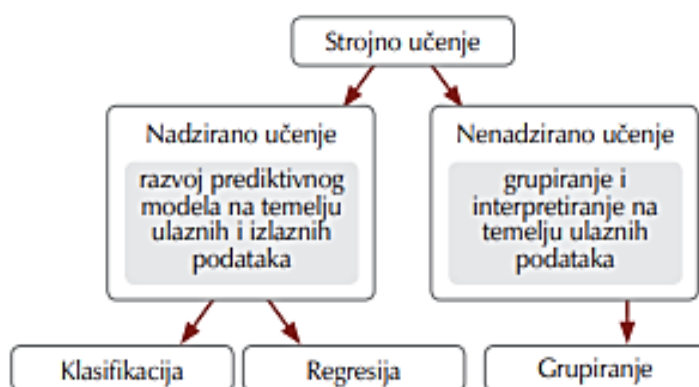 Strojno učenje
Nadzirano učenje
razvoj prediktivnog
modela na temelju
ulaznih i izlaznih
podataka
Nenadzirano učenje
grupiranje i
interpretiranje na
temelju ulaznih
podataka
Klasifikacija
Regresija
Grupiranje